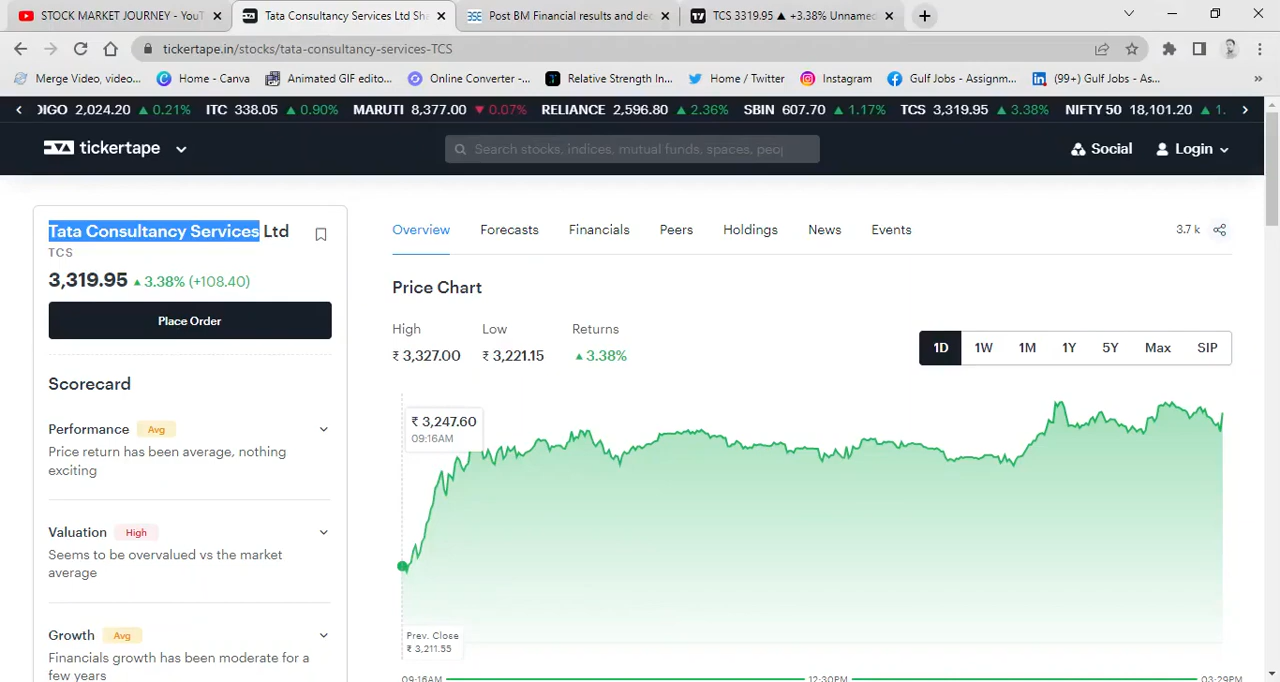 STOCK MARKET JOURNEY - YouT
Tata Consultancy Services Ltd Sha
Post BM Financial results and dec
TCS 3319.95 ▲ +3.38% Unnamed
tickertape.in/stocks/tata-consultancy-services-TCS
Merge Video, video...
Home - Canva
Animated GIF edito...
Online Converter -...
Relative Strength In...
Home / Twitter
Instagram
Gulf Jobs - Assignm...
(99+) Gulf Jobs - As...
DIGO 2,024.20 ▲ 0.21%
ITC 338.05 ▲ 0.90%
MARUTI 8,377.00 ▼ 0.07%
RELIANCE 2,596.80 ▲ 2.36%
SBIN 607.70 ▲ 1.17%
TCS 3,319.95 ▲ 3.38%
NIFTY 50 18,101.20 ▲ 1.
tickertape
Search stocks, indices, mutual funds, spaces, peop
Social
Login
Tata Consultancy Services Ltd
TCS
3,319.95 ▲ 3.38% (+108.40)
Place Order
Scorecard
Performance Avg
Price return has been average, nothing
exciting
Valuation High
Seems to be overvalued vs the market
average
Growth Avg
Financials growth has been moderate for a
few years
Overview
Forecasts
Financials
Peers
Holdings
News
Events
3.7 k
Price Chart
High Low Returns
₹ 3,327.00 ₹ 3,221.15 ▲ 3.38%
1D 1W 1M 1Y 5Y Max SIP
₹ 3,247.60
09:16AM
Prev. Close
₹ 3,211.55
09:16AM 12:30PM 03:29PM